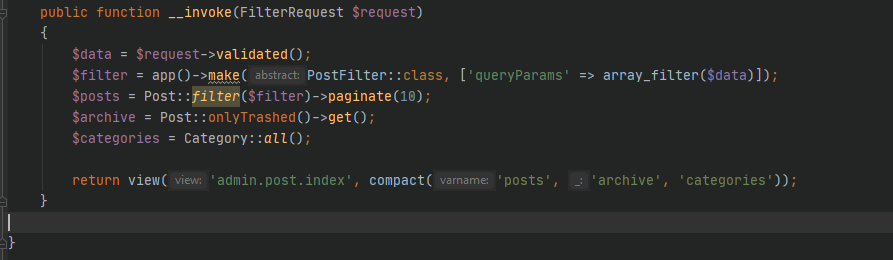 public function __invoke(FilterRequest $request)
{
$data = $request->validated();
$filter = app()->make( abstract: PostFilter::class, ['queryParams' => array_filter($data)]);
$posts = Post::filter($filter)->paginate(10);
$archive = Post::onlyTrashed()->get();
$categories = Category::all();
return view( view: 'admin.post.index', compact( varname: 'posts', _: 'archive', 'categories'));
}
}